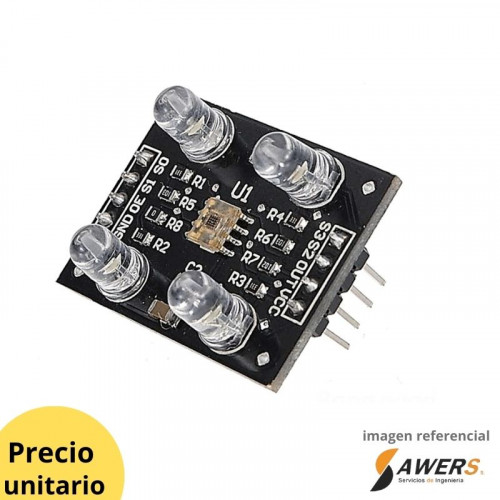 S0
S1
OE
GND
R1
R5
R8
R2
U1
R4
R6
R7
R3
C2
S3
S2
OUT
VCC
imagen referencial
SAWERS.
Servicios de Ingeniería
Precio
unitario